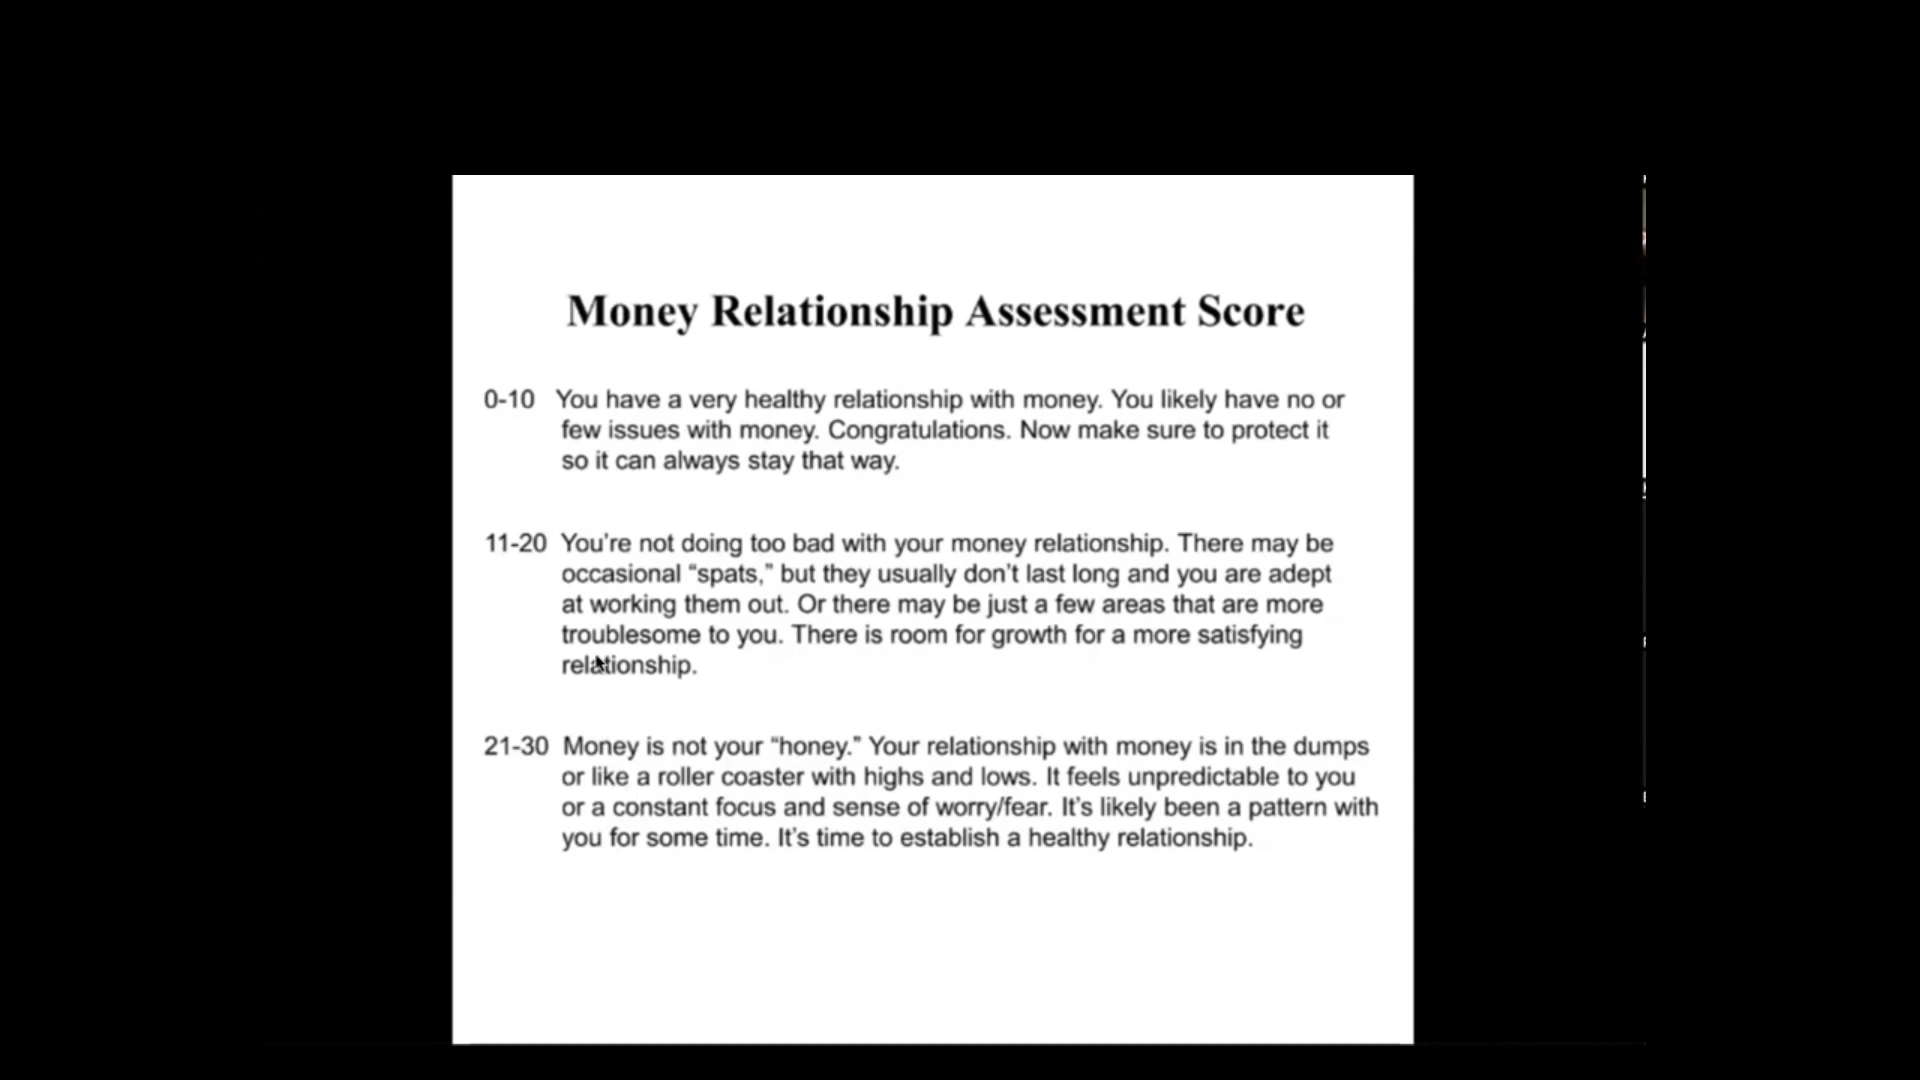 Money Relationship Assessment Score
0-10 You have a very healthy relationship with money. You likely have no or
few issues with money. Congratulations. Now make sure to protect it
so it can always stay that way.
11-20 You’re not doing too bad with your money relationship. There may be
occasional “spats,” but they usually don’t last long and you are adept
at working them out. Or there may be just a few areas that are more
troublesome to you. There is room for growth for a more satisfying
relationship.
21-30 Money is not your “honey.” Your relationship with money is in the dumps
or like a roller coaster with highs and lows. It feels unpredictable to you
or a constant focus and sense of worry/fear. It’s likely been a pattern with
you for some time. It’s time to establish a healthy relationship.